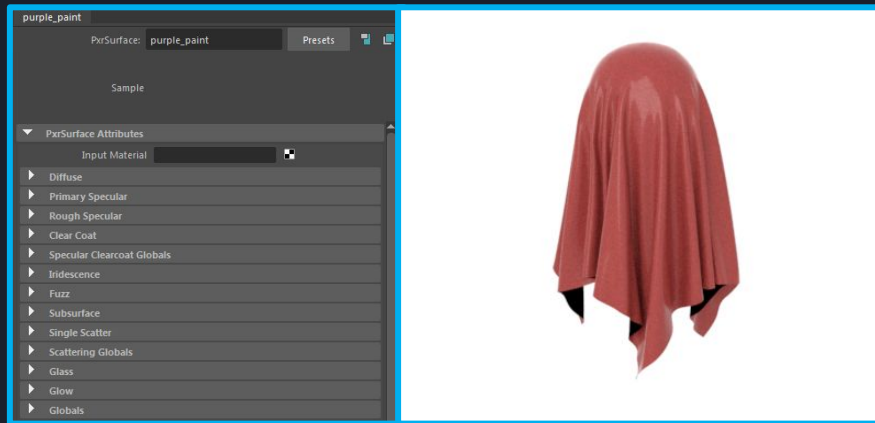 purple_paint
PxrSurface: purple_paint Presets
Sample
PxrSurface Attributes
Input Material
Diffuse
Primary Specular
Rough Specular
Clear Coat
Specular Clearcoat Globals
Iridescence
Fuzz
Subsurface
Single Scatter
Scattering Globals
Glass
Glow
Globals